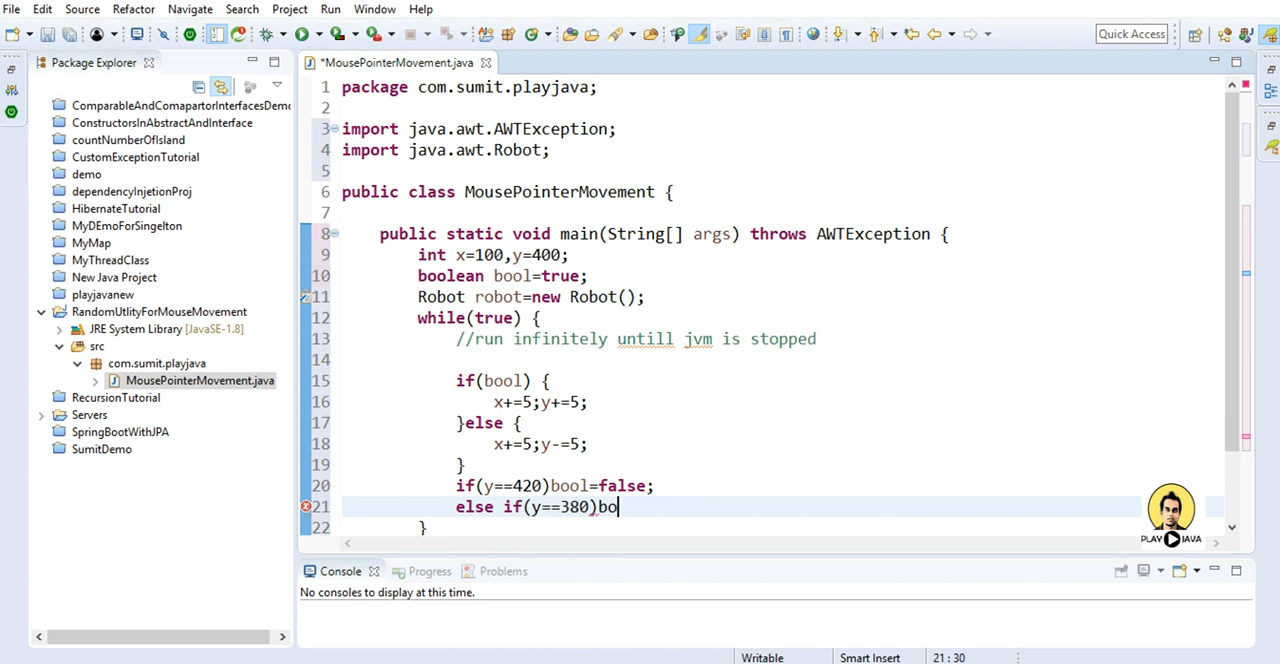 File Edit Source Refactor Navigate Search Project Run Window Help
Quick Access
Package Explorer
ComparableAndComapartorInterfacesDemo
ConstructorsInAbstractAndInterface
countNumberOfIsland
CustomExceptionTutorial
demo
dependencyInjetionProj
HibernateTutorial
MyDEmoForSingelton
MyMap
MyThreadClass
New Java Project
playjavanew
RandomUtlityForMouseMovement
JRE System Library [JavaSE-1.8]
src
com.sumit.playjava
MousePointerMovement.java
RecursionTutorial
Servers
SpringBootWithJPA
SumitDemo
*MousePointerMovement.java
1 package com.sumit.playjava;
2
3 import java.awt.AWTException;
4 import java.awt.Robot;
5
6 public class MousePointerMovement {
7
8 public static void main(String[] args) throws AWTException {
9 int x=100,y=400;
10 boolean bool=true;
11 Robot robot=new Robot();
12 while(true) {
13 //run infinitely untill jvm is stopped
14
15 if(bool) {
16 x+=5;y+=5;
17 }else {
18 x+=5;y-=5;
19 }
20 if(y==420)bool=false;
21 else if(y==380)bo
22 }
PLAY JAVA
Console Progress Problems
No consoles to display at this time.
Writable Smart Insert 21 : 30